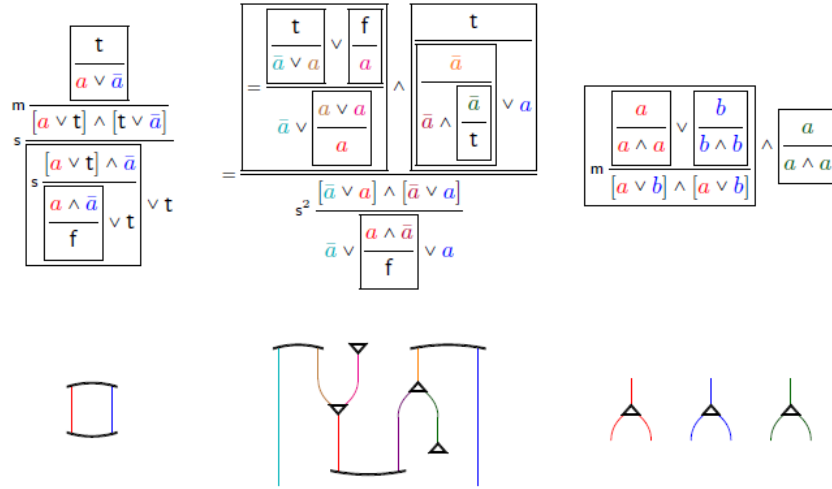 t
a ∨ ā
m
[a ∨ t] ∧ [t ∨ ā]
s
[a ∨ t] ∧ ā
s
a ∧ ā
∨ t ∨ t
f
t ∨ f
ā ∨ a a
=
a ∨ a
ā ∨
a
∧
t
ā
ā ∧ ā ∨ a
t
=
[ā ∨ a] ∧ [ā ∨ a]
s²
a ∧ ā
ā ∨ ∨ a
f
a ∨ b
a ∧ a b ∧ b
m
[a ∨ b] ∧ [a ∨ b]
∧
a
a ∧ a